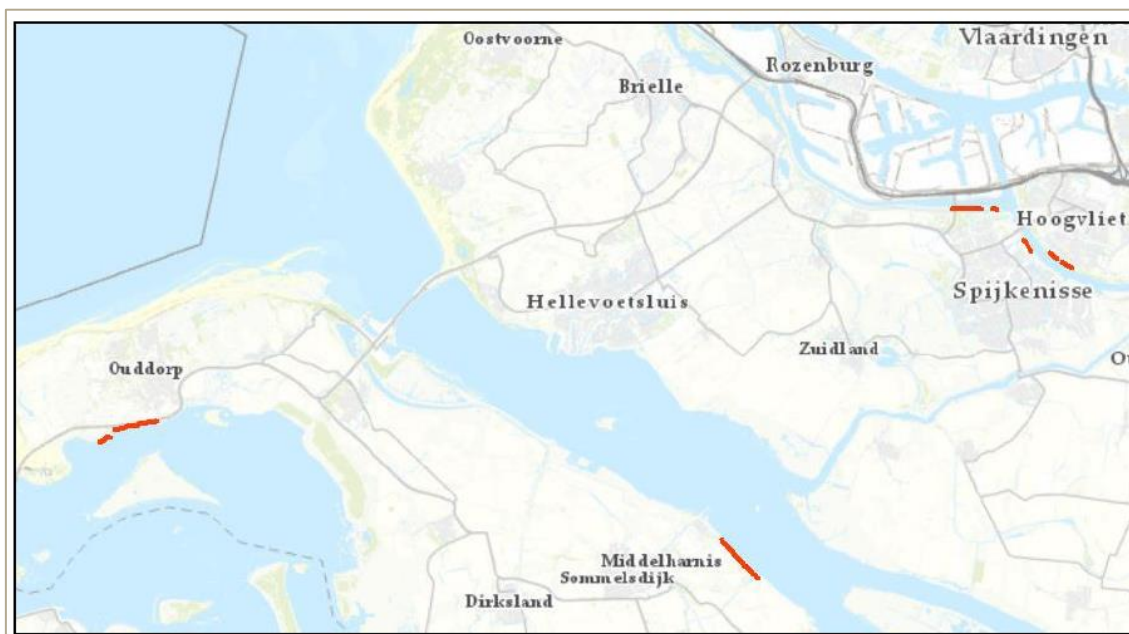 Oostvoorne
Vlaardingen
Rozenburg
Brielle
Hoogvliet
Hellevoetsluis
Spijkenisse
Zuidland
Ouddorp
Middelharnis
Sommelsdijk
Dirksland